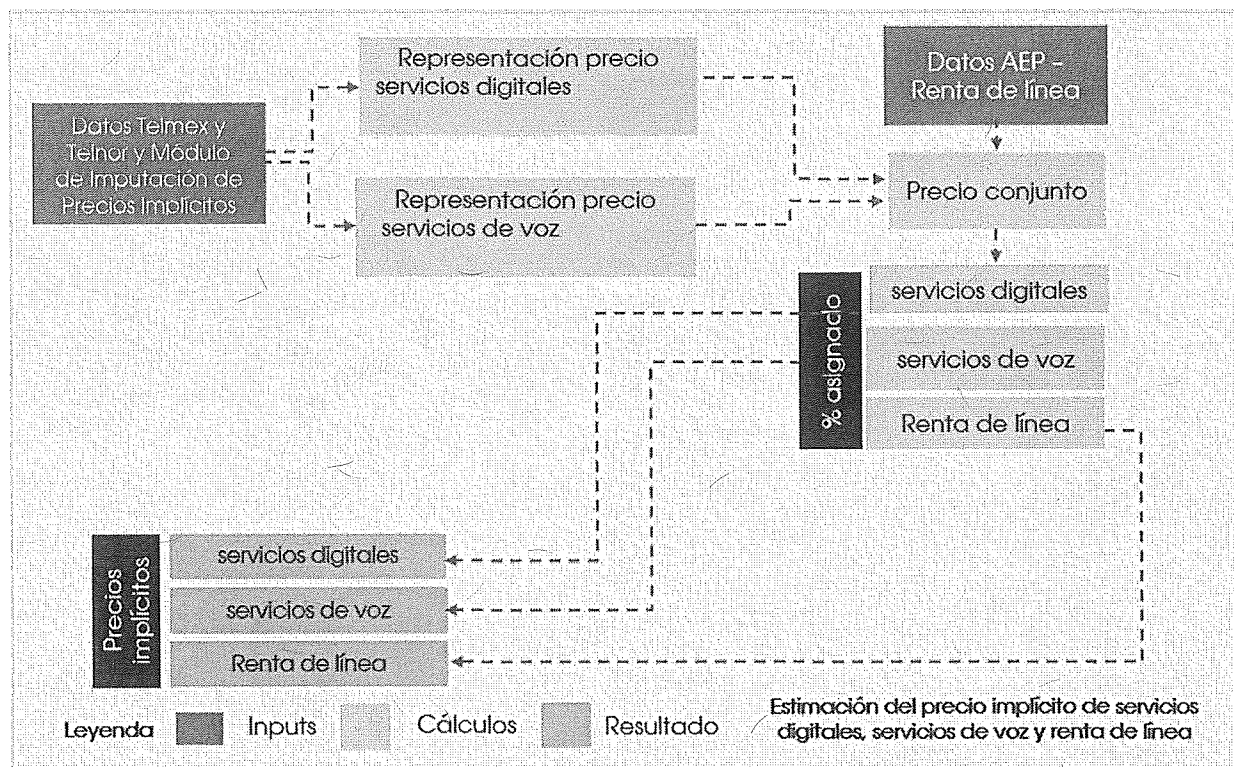 Representación precio
servicios digitales
Datos AEP –
Renta de línea
Datos Telmex y
Telnor y Módulo
de Imputación de
Precios Implícitos
Representación precio
servicios de voz
Precio conjunto
% asignado
servicios digitales
servicios de voz
Renta de línea
Precios
implícitos
servicios digitales
servicios de voz
Renta de línea
Leyenda
Inputs
Cálculos
Resultado
Estimación del precio implícito de servicios
digitales, servicios de voz y renta de línea